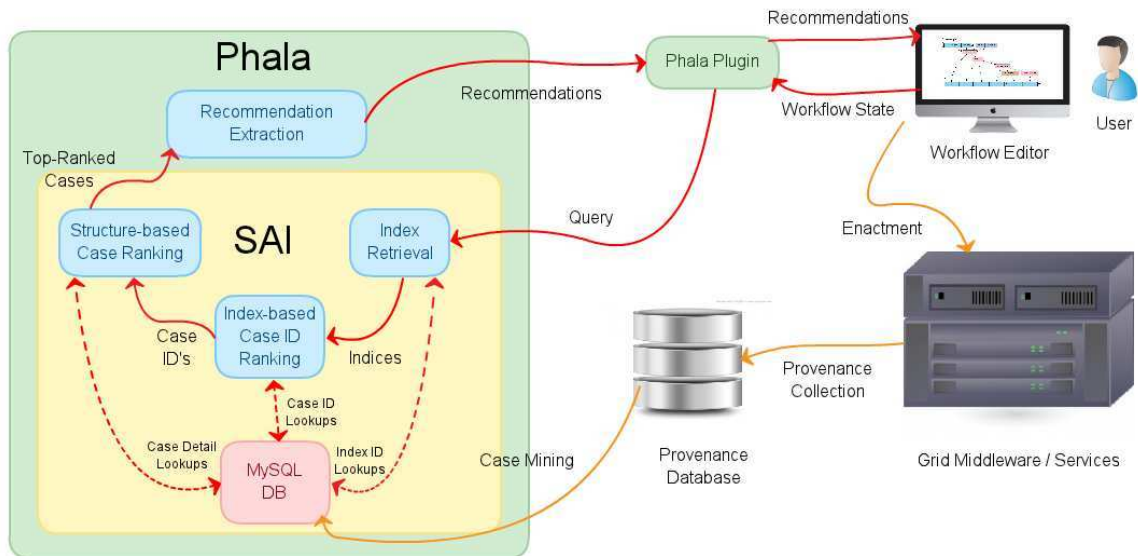 Phala
Recommendation
Extraction
Recommendations
Phala Plugin
Recommendations
Workflow State
User
Workflow Editor
Top-Ranked
Cases
SAI
Structure-based
Case Ranking
Index
Retrieval
Query
Enactment
Index-based
Case ID
Ranking
Case
ID's
Indices
Provenance
Collection
Case ID
Lookups
Case Detail
Lookups
Index ID
Lookups
MySQL
DB
Case Mining
Provenance
Database
Grid Middleware / Services